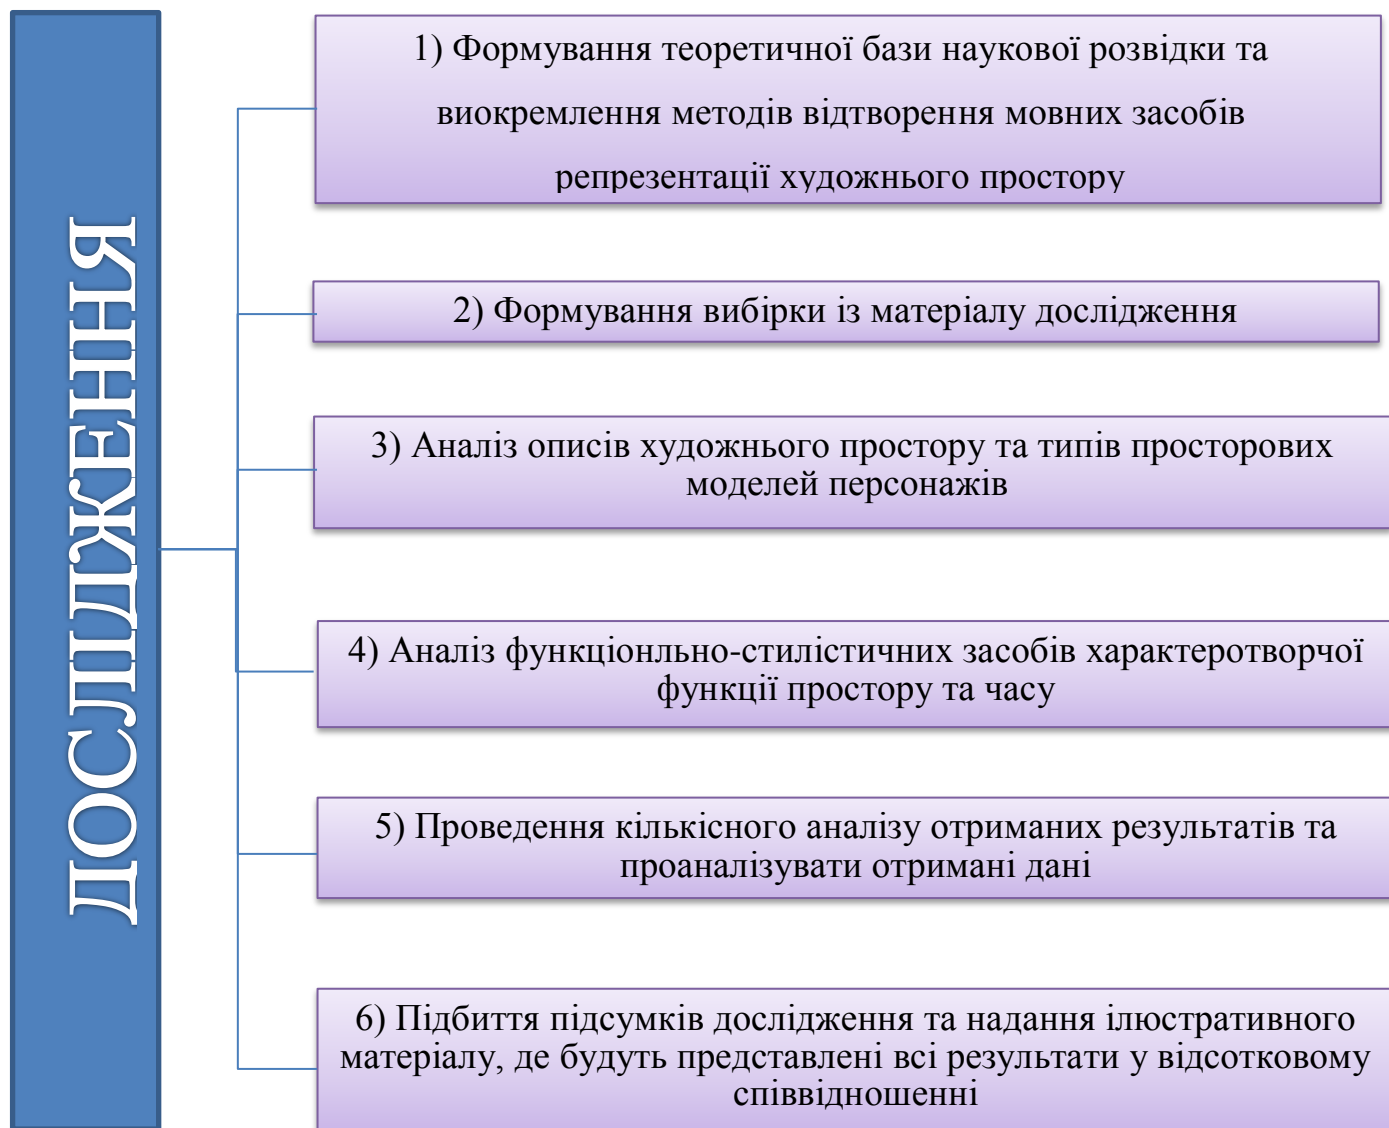 ДОСЛІДЖЕННЯ
1) Формування теоретичної бази наукової розвідки та
виокремлення методів відтворення мовних засобів
репрезентації художнього простору
2) Формування вибірки із матеріалу дослідження
3) Аналіз описів художнього простору та типів просторових
моделей персонажів
4) Аналіз функціонльно-стилістичних засобів характеротворчої
функції простору та часу
5) Проведення кількісного аналізу отриманих результатів та
проаналізувати отримані дані
6) Підбиття підсумків дослідження та надання ілюстративного
матеріалу, де будуть представлені всі результати у відсотковому
співвідношенні